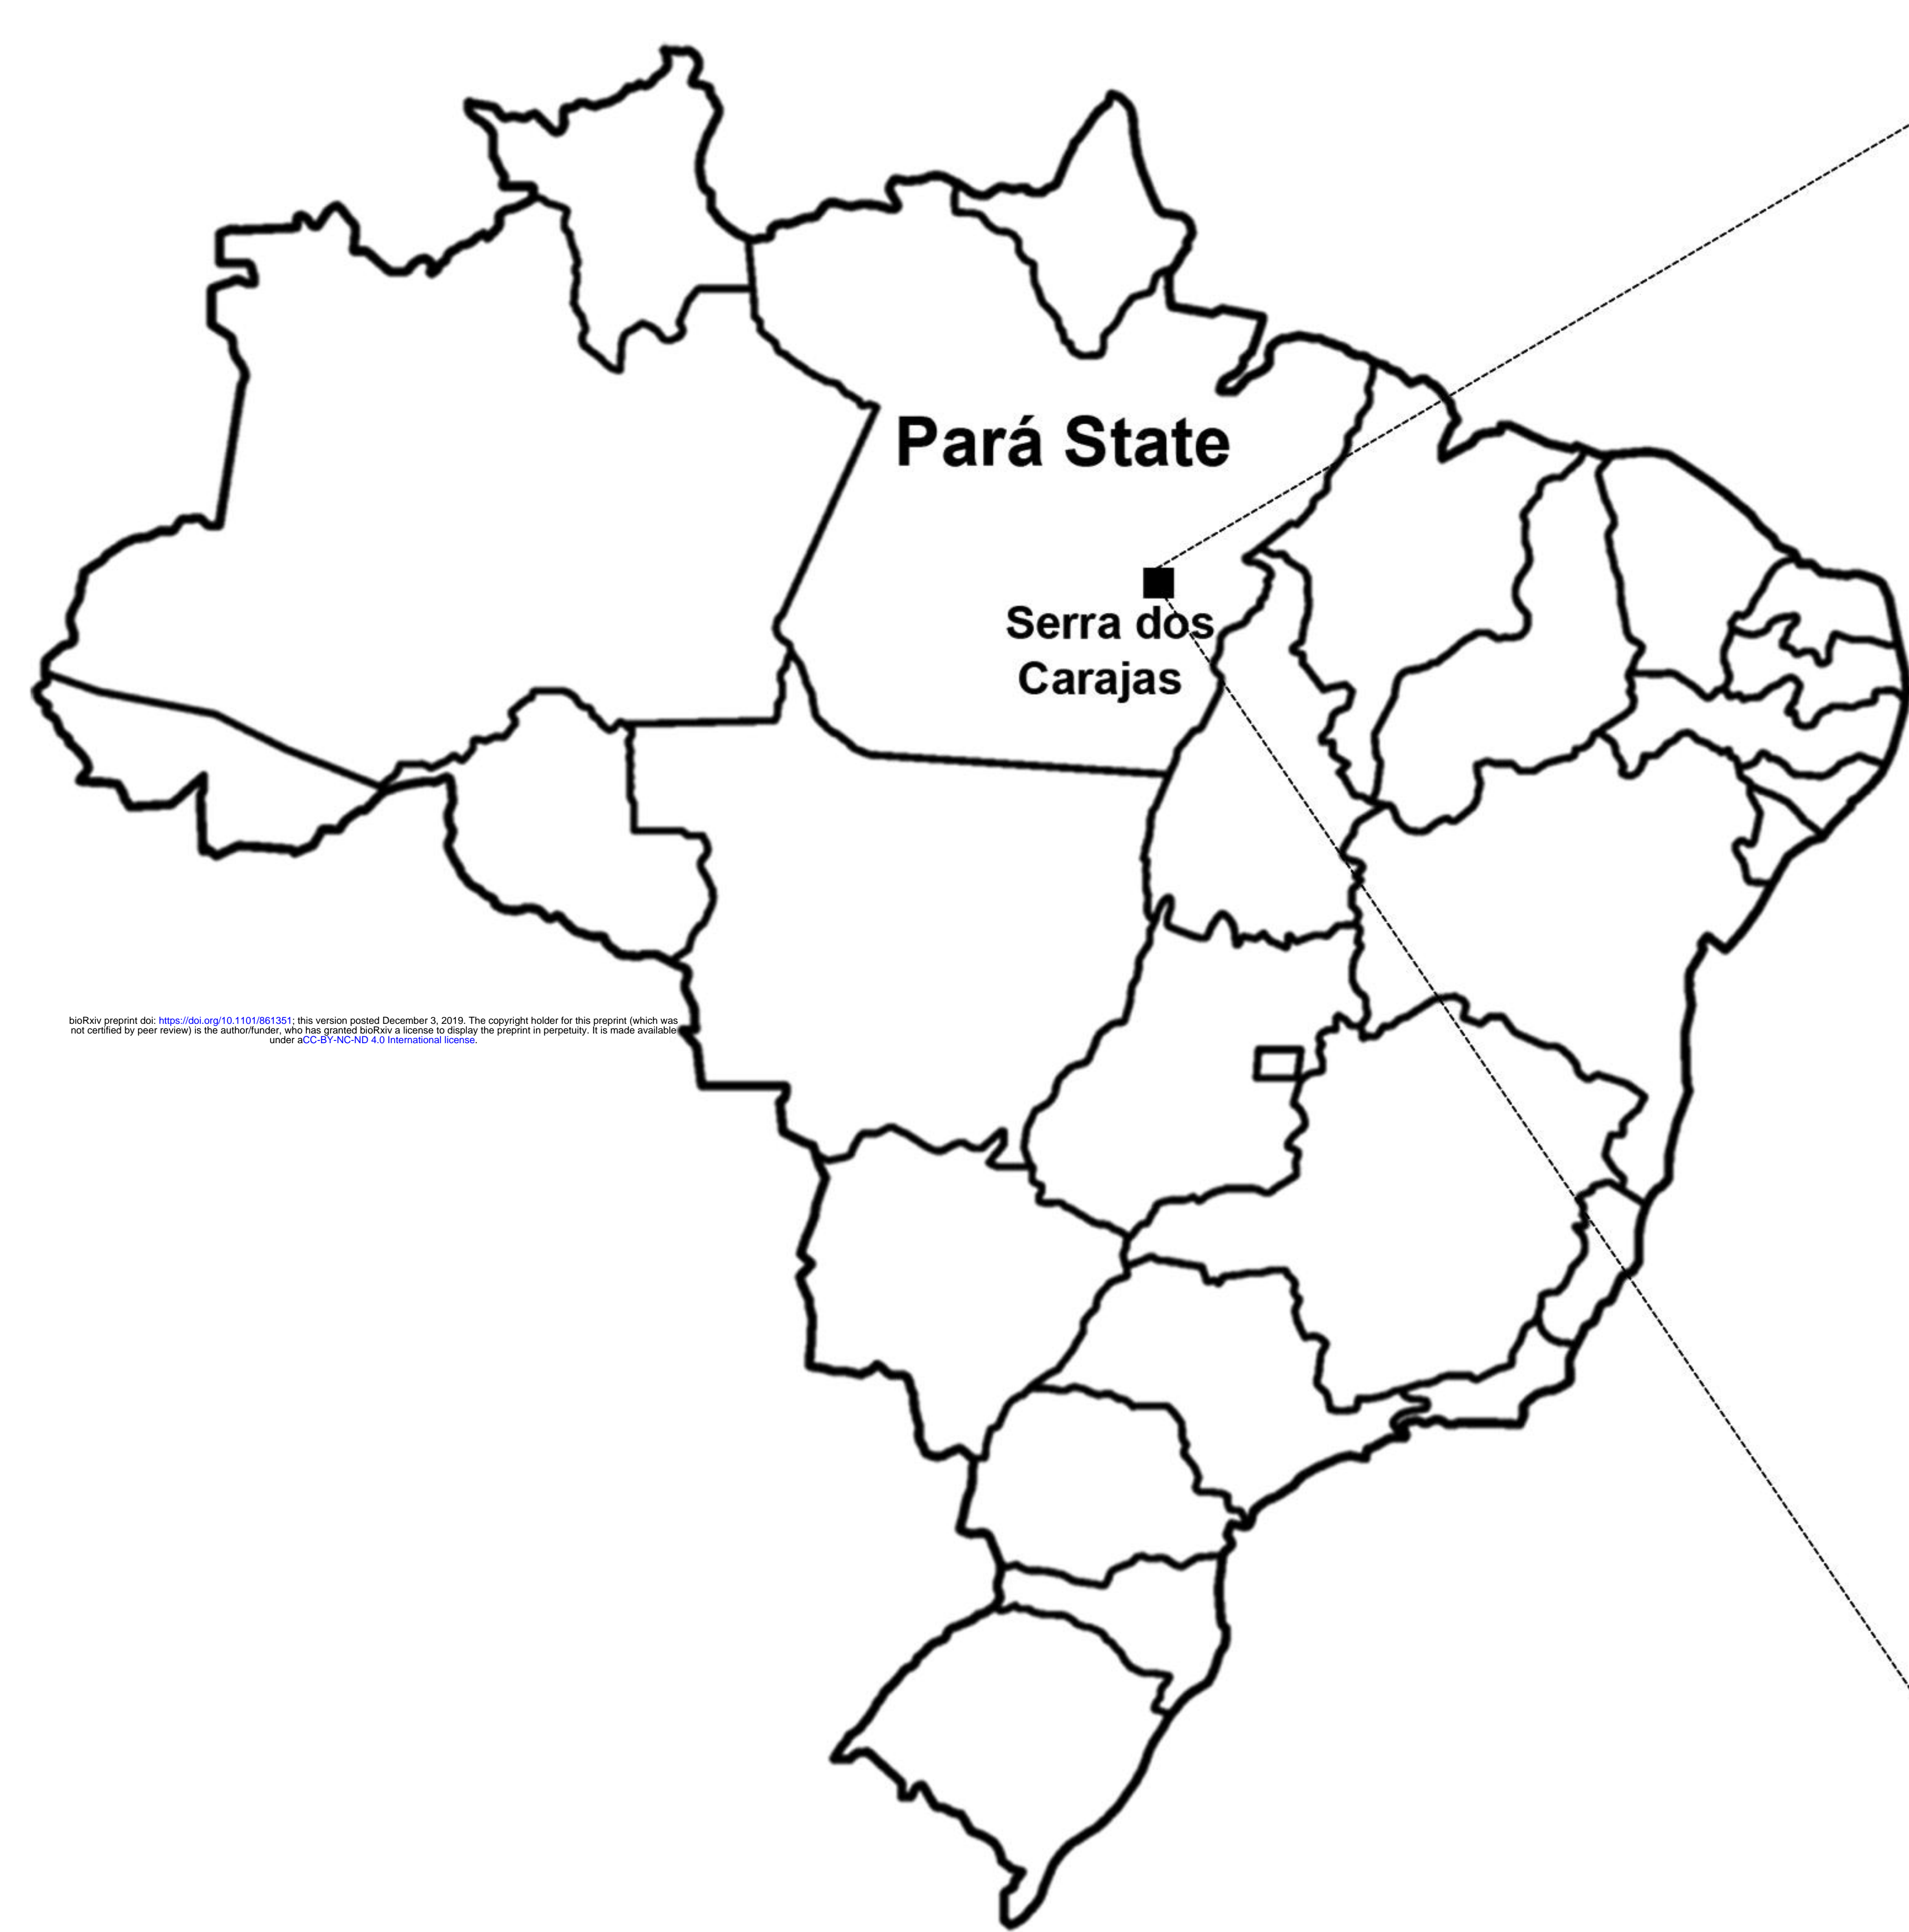 Pará State
Serra dos
Carajas
bioRxiv preprint doi: https://doi.org/10.1101/861351; this version posted December 3, 2019. The copyright holder for this preprint (which was
not certified by peer review) is the author/funder, who has granted bioRxiv a license to display the preprint in perpetuity. It is made available
under aCC-BY-NC-ND 4.0 International license.